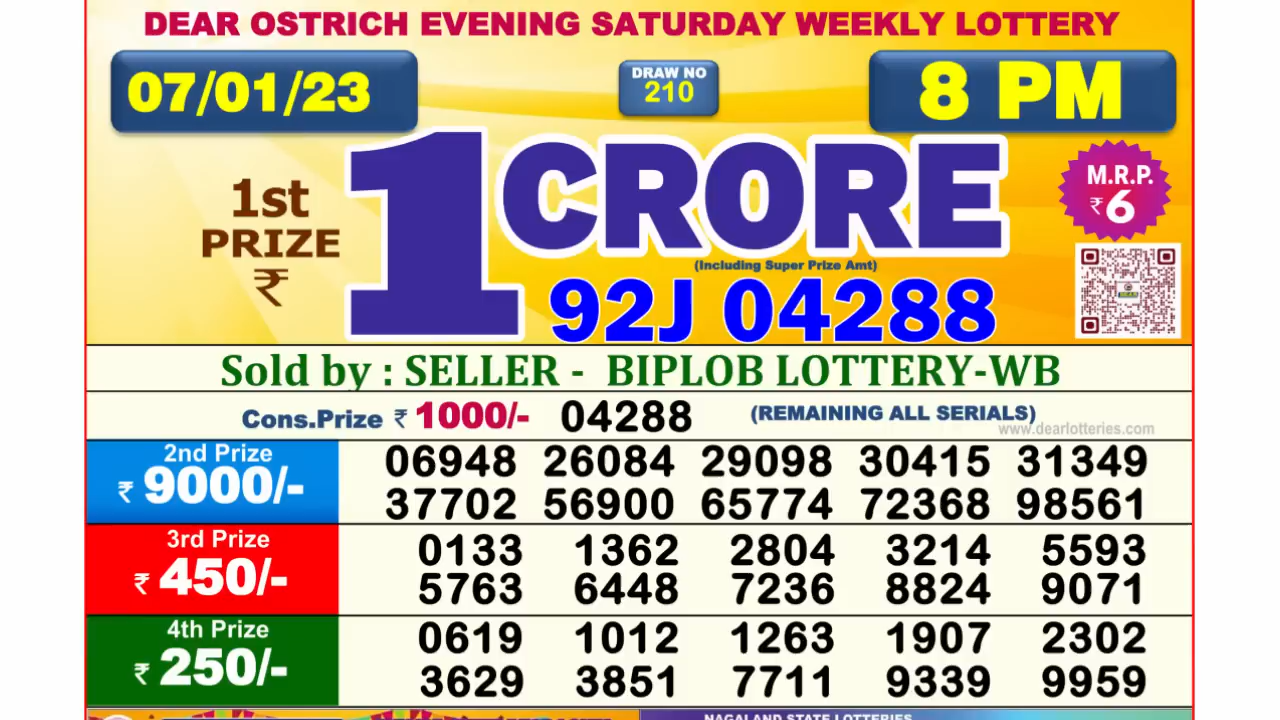 DEAR OSTRICH EVENING SATURDAY WEEKLY LOTTERY
07/01/23
DRAW NO
210
8 PM
1st
PRIZE
₹
1 CRORE
(Including Super Prize Amt)
92J 04288
M.R.P.
₹ 6
Sold by : SELLER - BIPLOB LOTTERY-WB
Cons.Prize ₹ 1000/- 04288 (REMAINING ALL SERIALS)
www.dearlotteries.com
2nd Prize
₹ 9000/-
06948 26084 29098 30415 31349
37702 56900 65774 72368 98561
3rd Prize
₹ 450/-
0133 1362 2804 3214 5593
5763 6448 7236 8824 9071
4th Prize
₹ 250/-
0619 1012 1263 1907 2302
3629 3851 7711 9339 9959
NAGALAND STATE LOTTERIES